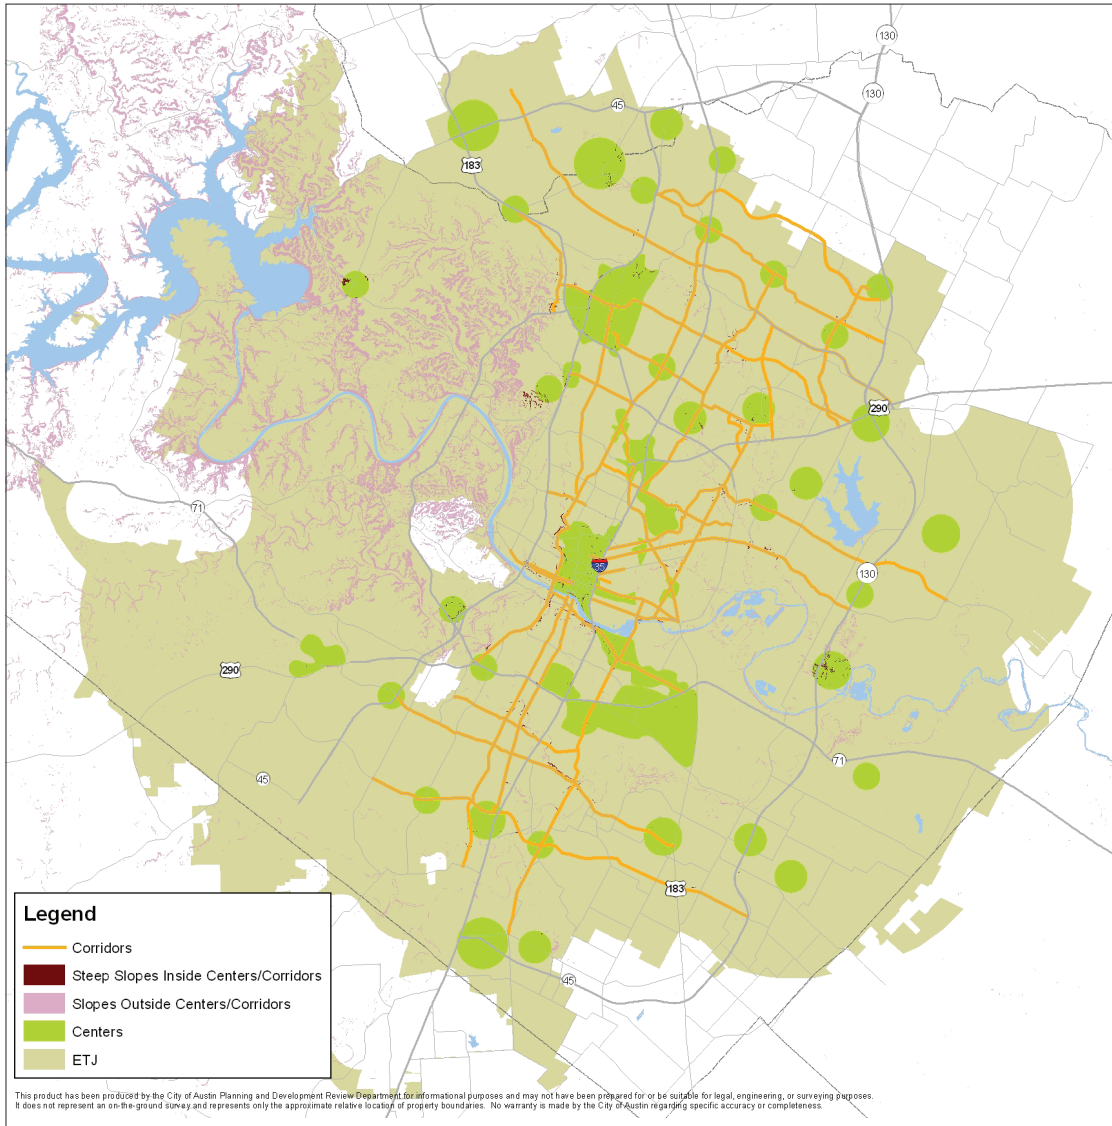 130
45
130
183
290
71
35
130
290
71
45
183
45
Legend
Corridors
Steep Slopes Inside Centers/Corridors
Slopes Outside Centers/Corridors
Centers
ETJ
This product has been produced by the City of Austin Planning and Development Review Department for informational purposes and may not have been prepared for or be suitable for legal, engineering, or surveying purposes.
It does not represent an on-the-ground survey and represents only the approximate relative location of property boundaries. No warranty is made by the City of Austin regarding specific accuracy or completeness.